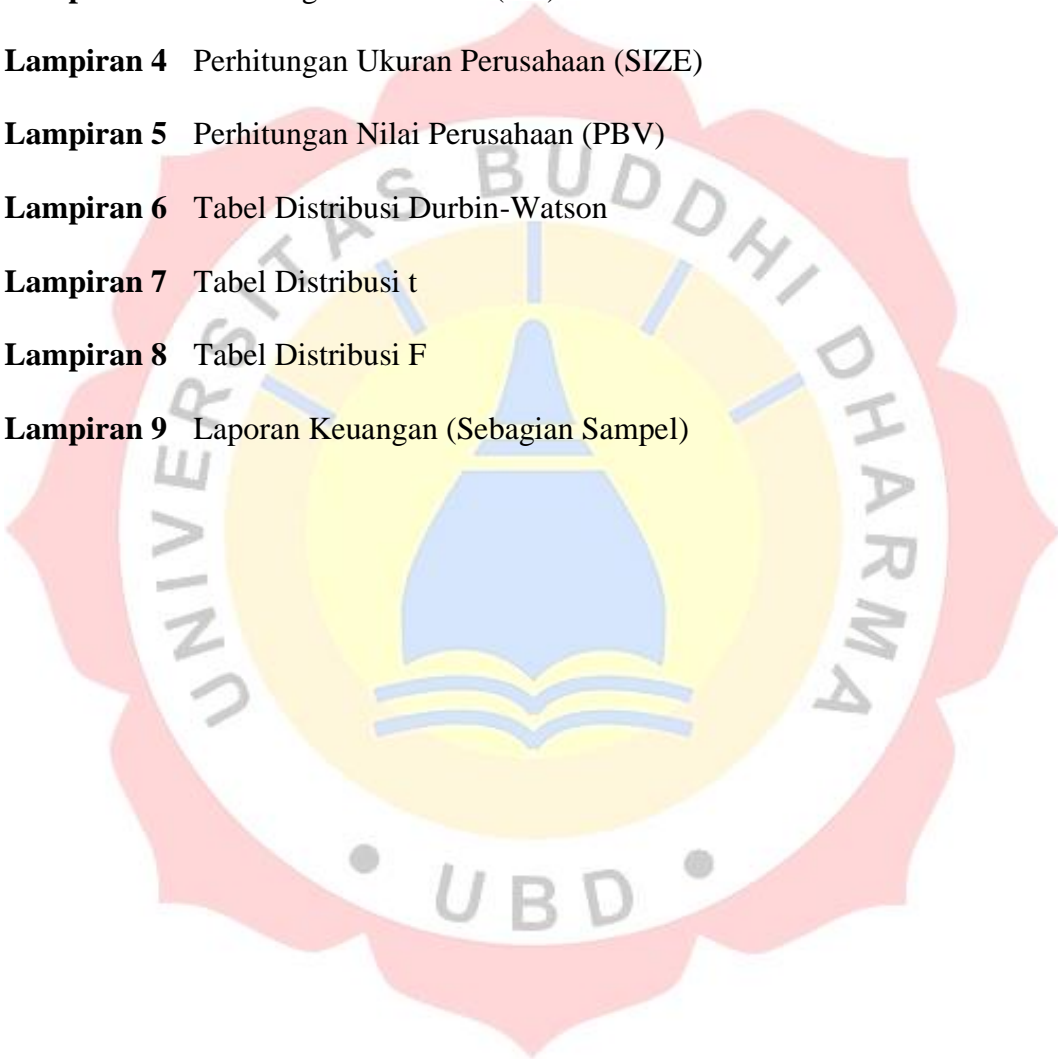 Lampiran 4 Perhitungan Ukuran Perusahaan (SIZE)
Lampiran 5 Perhitungan Nilai Perusahaan (PBV)
Lampiran 6 Tabel Distribusi Durbin-Watson
Lampiran 7 Tabel Distribusi t
Lampiran 8 Tabel Distribusi F
Lampiran 9 Laporan Keuangan (Sebagian Sampel)
UNIVERSITAS BUDDHI DHARMA
• UBD •